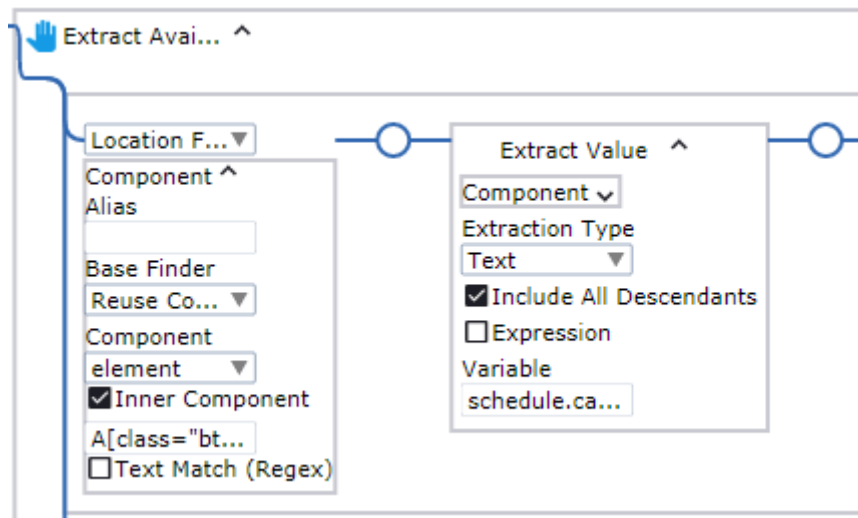 Extract Avai...
Location F...
Component
Alias
Base Finder
Reuse Co...
Component
element
Inner Component
A[class="bt...
Text Match (Regex)
Extract Value
Component
Extraction Type
Text
Include All Descendants
Expression
Variable
schedule.ca...